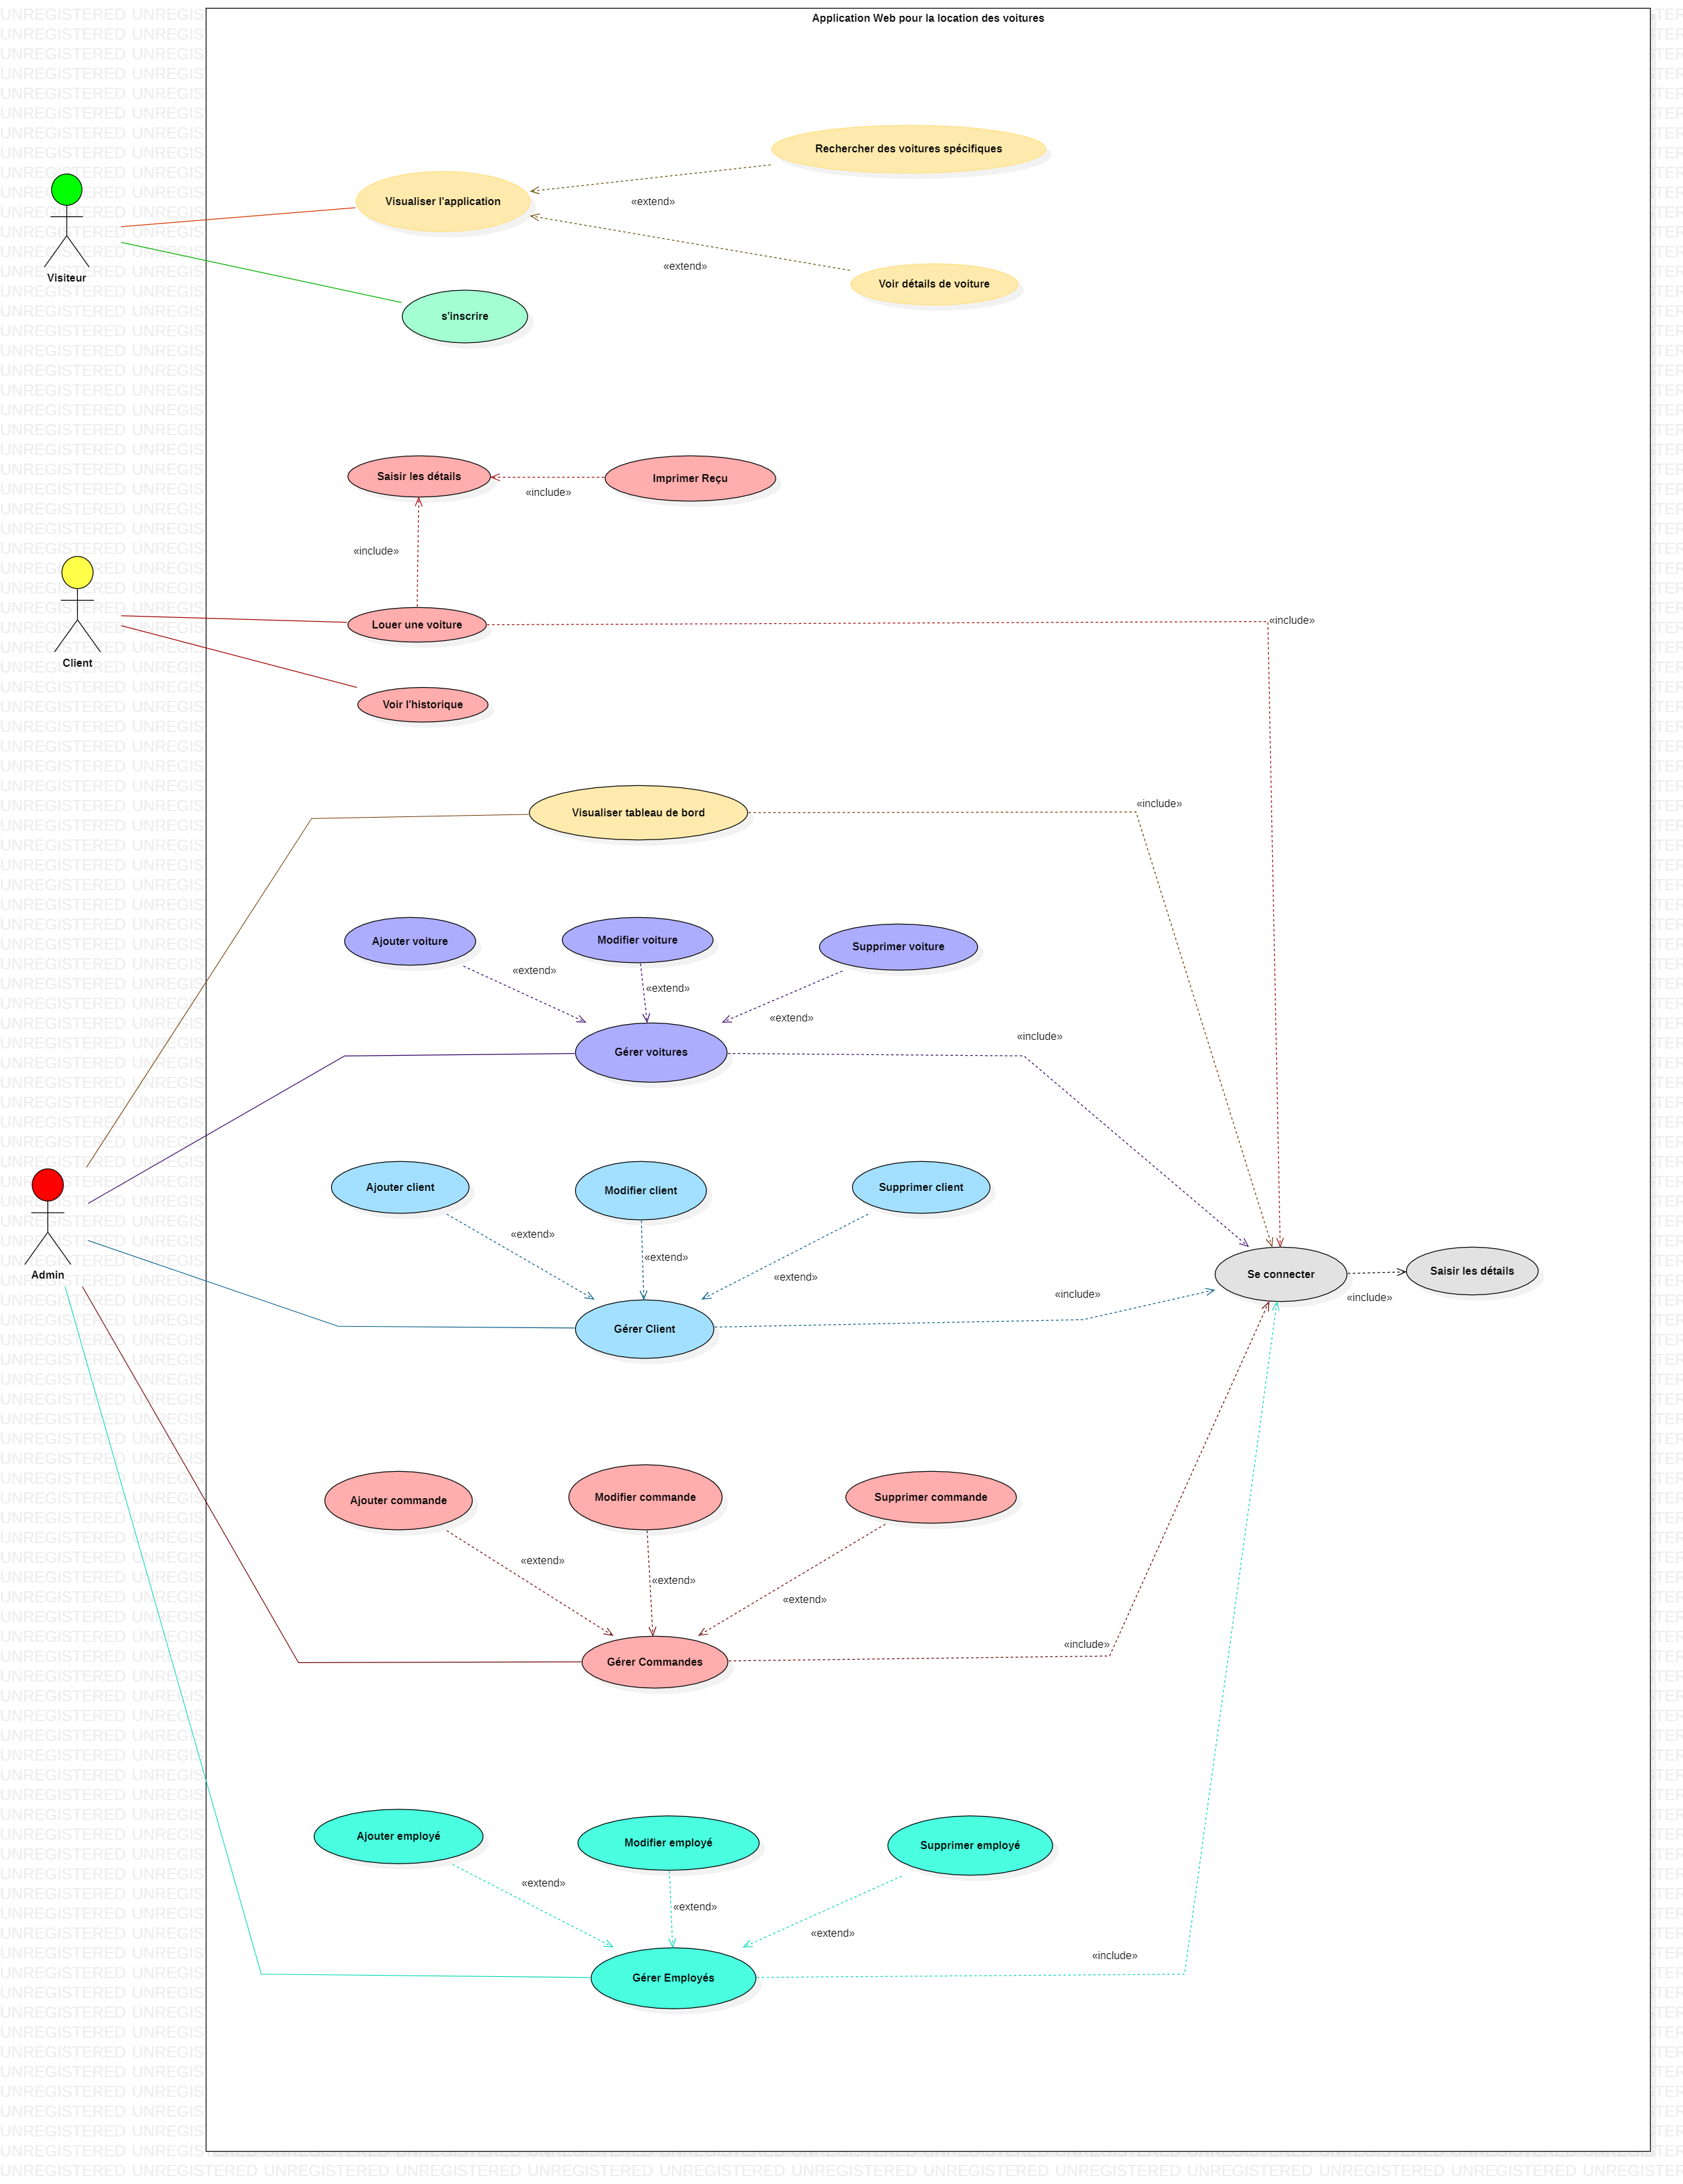 Application Web pour la location des voitures
Rechercher des voitures spécifiques
Visualiser l'application
«extend»
Visiteur
«extend»
Voir détails de voiture
s'inscrire
Saisir les détails
Imprimer Reçu
«include»
«include»
Louer une voiture
«include»
Client
Voir l'historique
«include»
Visualiser tableau de bord
Ajouter voiture
Modifier voiture
Supprimer voiture
«extend»
«extend»
«extend»
«include»
Gérer voitures
Ajouter client
Modifier client
Supprimer client
«extend»
«extend»
«extend»
Admin
Se connecter
Saisir les détails
«include»
«include»
Gérer Client
Ajouter commande
Modifier commande
Supprimer commande
«extend»
«extend»
«extend»
«include»
Gérer Commandes
Ajouter employé
Modifier employé
Supprimer employé
«extend»
«extend»
«extend»
«include»
Gérer Employés
UNREGISTERED UNREGISTERED UNREGISTERED UNREGISTERED UNREGISTERED UNREGISTERED UNREGISTERED UNREGISTERED UNREGISTERED UNREGISTERED UNREGISTERED UNREGISTERED UNREGISTERED